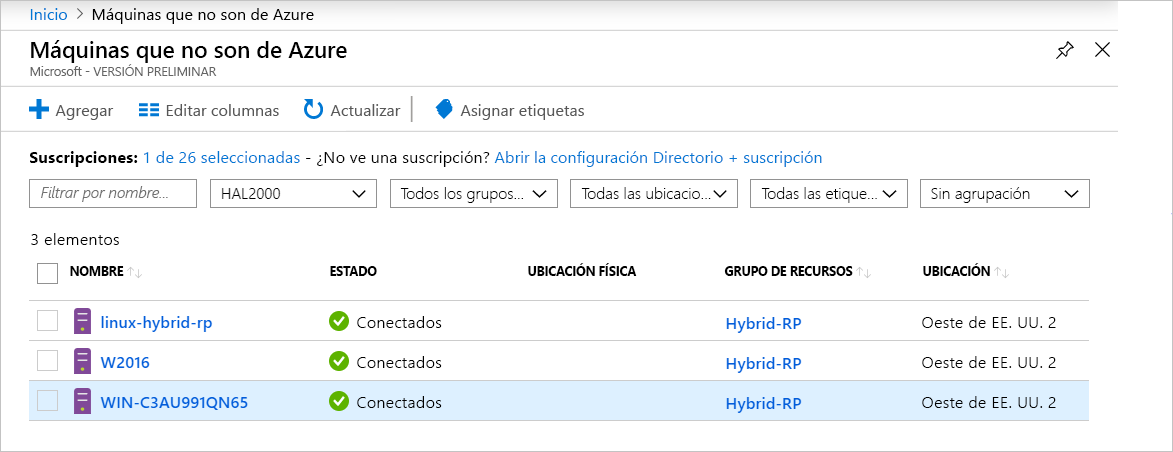 Inicio > Máquinas que no son de Azure
Máquinas que no son de Azure
Microsoft - VERSIÓN PRELIMINAR
Agregar Editar columnas Actualizar Asignar etiquetas
Suscripciones: 1 de 26 seleccionadas - ¿No ve una suscripción? Abrir la configuración Directorio + suscripción
Filtrar por nombre... HAL2000 Todos los grupos... Todas las ubicacio... Todas las etique... Sin agrupación
3 elementos
NOMBRE ESTADO UBICACIÓN FÍSICA GRUPO DE RECURSOS UBICACIÓN
linux-hybrid-rp Conectados Hybrid-RP Oeste de EE. UU. 2
W2016 Conectados Hybrid-RP Oeste de EE. UU. 2
WIN-C3AU991QN65 Conectados Hybrid-RP Oeste de EE. UU. 2